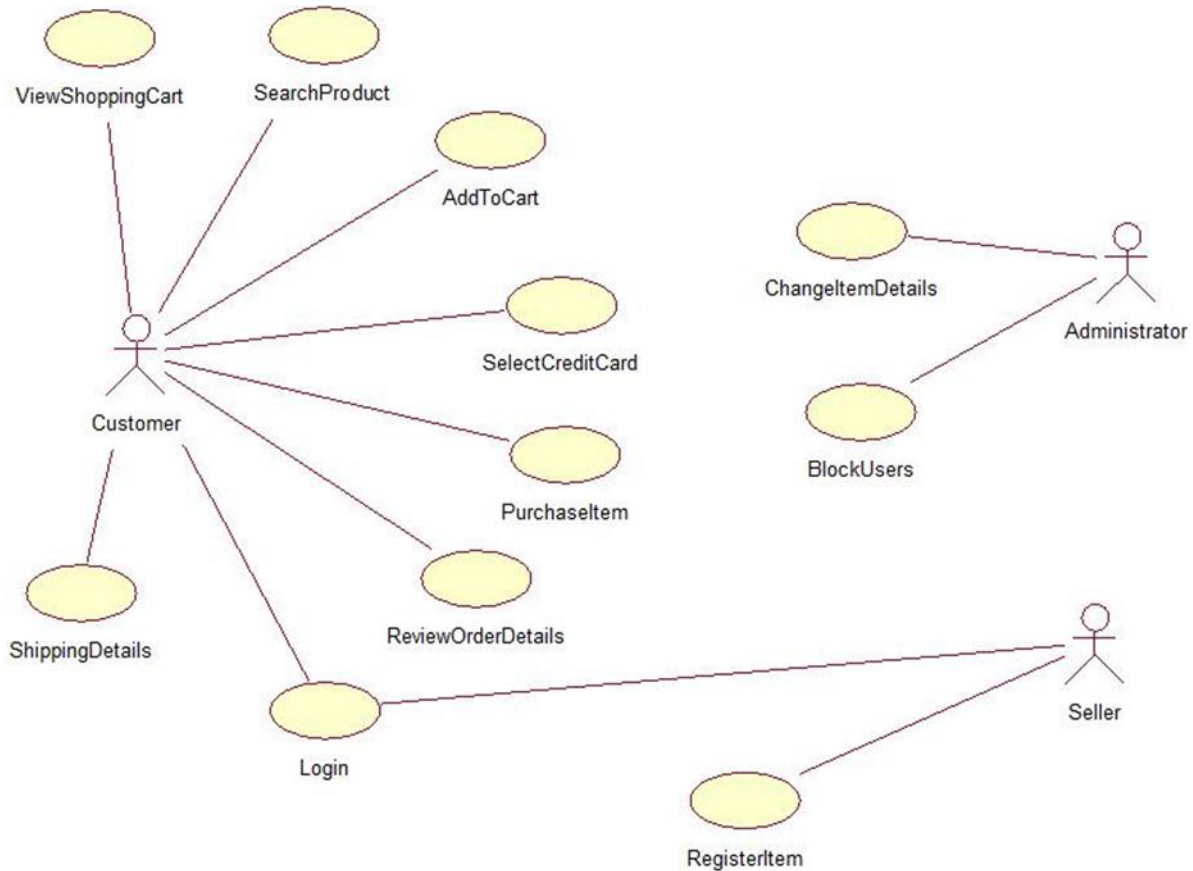 ViewShoppingCart
SearchProduct
AddToCart
ChangeItemDetails
Administrator
SelectCreditCard
Customer
BlockUsers
PurchaseItem
ReviewOrderDetails
ShippingDetails
Seller
Login
RegisterItem